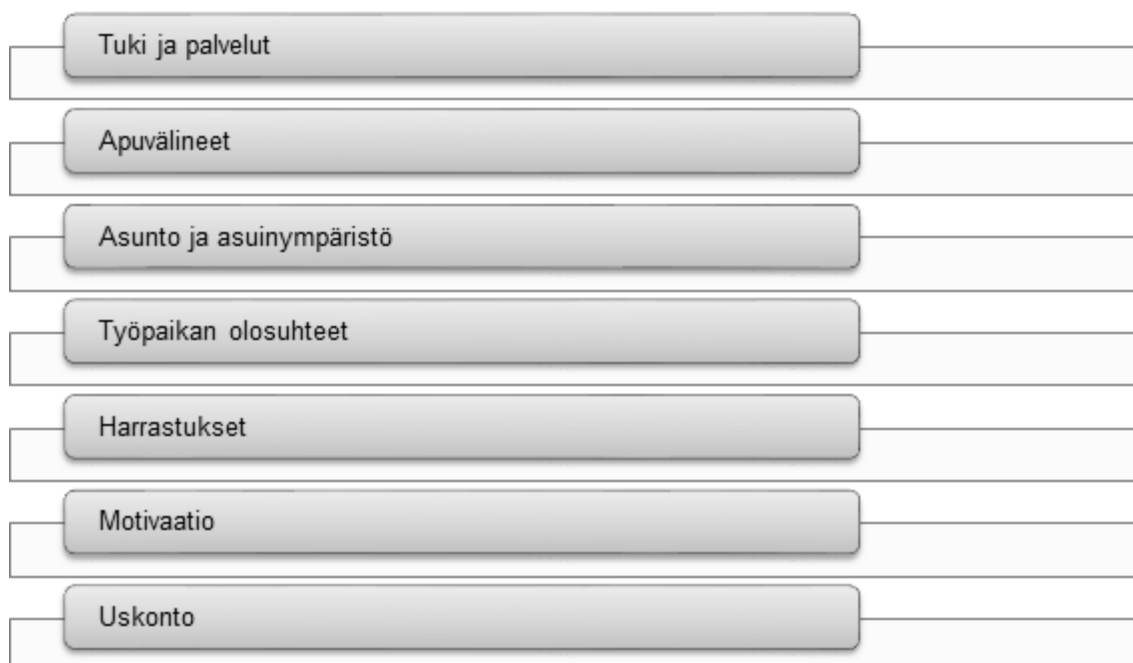 Tuki ja palvelut
Apuvälineet
Asunto ja asuinympäristö
Työpaikan olosuhteet
Harrastukset
Motivaatio
Uskonto